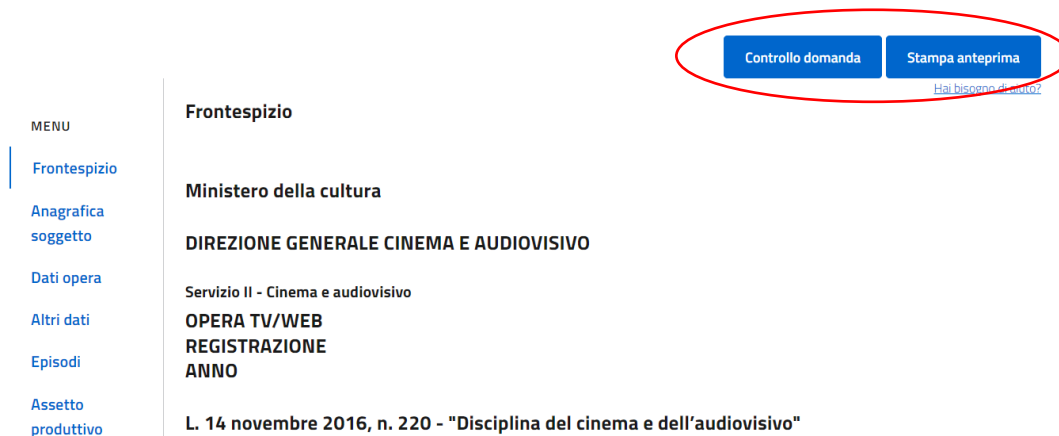 Controllo domanda
Stampa anteprima
Hai bisogno di aiuto?
MENU
Frontespizio
Anagrafica
soggetto
Dati opera
Altri dati
Episodi
Assetto
produttivo
Frontespizio
Ministero della cultura
DIREZIONE GENERALE CINEMA E AUDIOVISIVO
Servizio II - Cinema e audiovisivo
OPERA TV/WEB
REGISTRAZIONE
ANNO
L. 14 novembre 2016, n. 220 - "Disciplina del cinema e dell’audiovisivo"